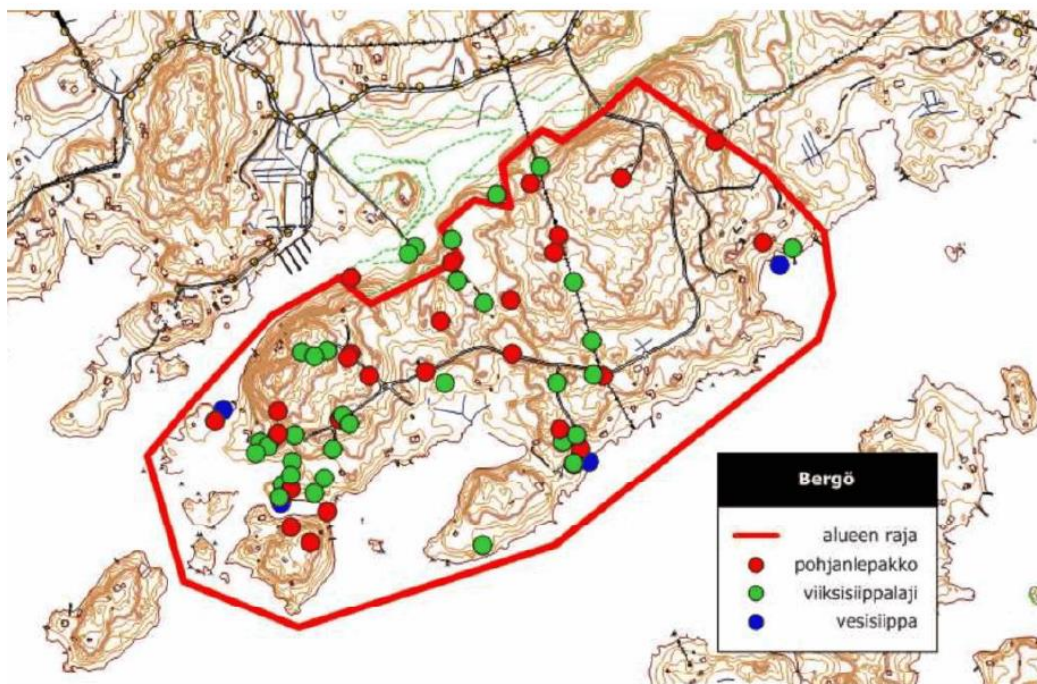 Bergö
alueen raja
pohjanlepakko
viiksisiippalaji
vesisiippa